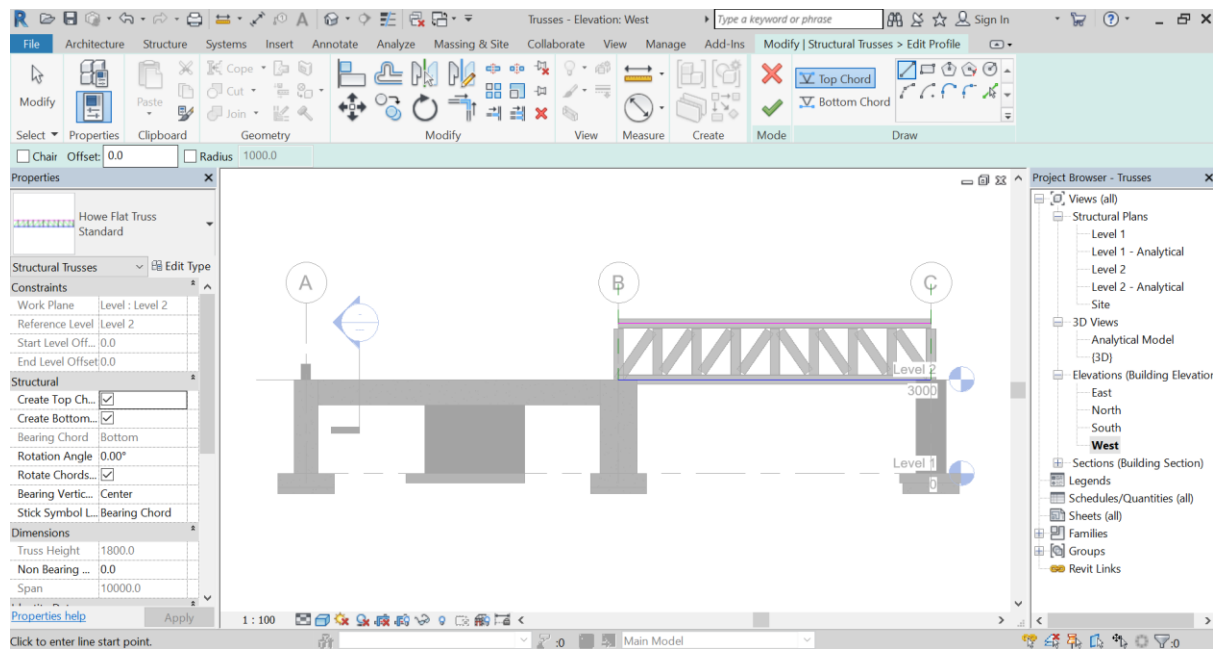 Trusses - Elevation: West
Type a keyword or phrase
Sign In
File Architecture Structure Systems Insert Annotate Analyze Massing & Site Collaborate View Manage Add-Ins Modify | Structural Trusses > Edit Profile
Modify
Paste
Cope
Cut
Join
Top Chord
Bottom Chord
Select Properties Clipboard Geometry Modify View Measure Create Mode Draw
Chair Offset: 0.0 Radius 1000.0
Properties
Howe Flat Truss
Standard
Structural Trusses Edit Type
Constraints
Work Plane Level : Level 2
Reference Level Level 2
Start Level Off... 0.0
End Level Offset 0.0
Structural
Create Top Ch...
Create Bottom...
Bearing Chord Bottom
Rotation Angle 0.00°
Rotate Chords...
Bearing Vertic... Center
Stick Symbol L... Bearing Chord
Dimensions
Truss Height 1800.0
Non Bearing ... 0.0
Span 10000.0
Properties help Apply
A
B
C
Level 2
3000
Level 1
0
1 : 100
Project Browser - Trusses
Views (all)
Structural Plans
Level 1
Level 1 - Analytical
Level 2
Level 2 - Analytical
Site
3D Views
Analytical Model
{3D}
Elevations (Building Elevation
East
North
South
West
Sections (Building Section)
Legends
Schedules/Quantities (all)
Sheets (all)
Families
Groups
Revit Links
Click to enter line start point.
:0
Main Model
:0